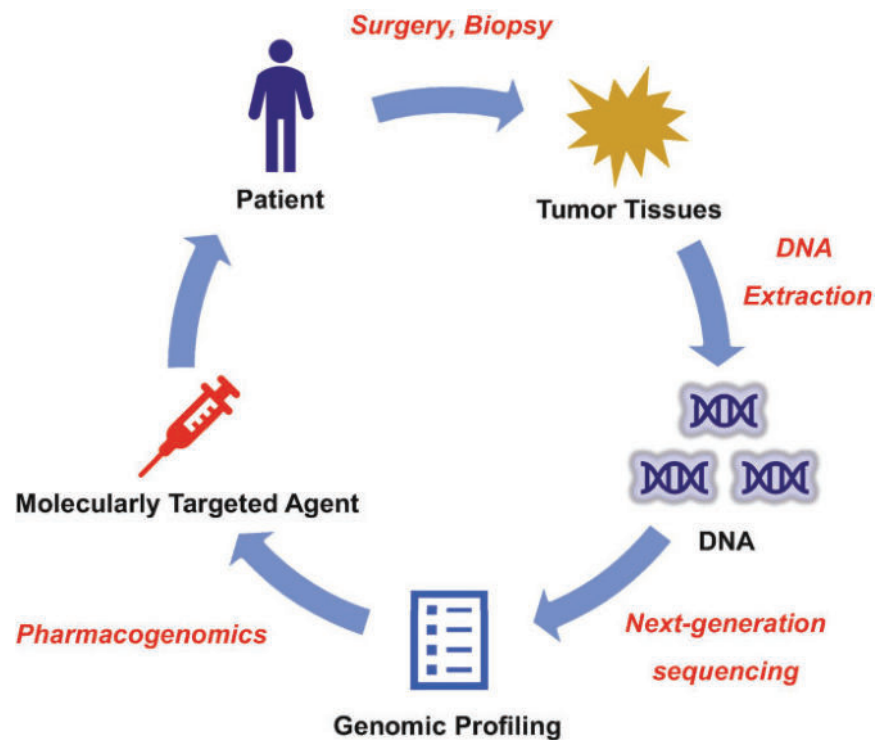 Surgery, Biopsy
Patient
Tumor Tissues
DNA
Extraction
DNA
Next-generation
sequencing
Genomic Profiling
Pharmacogenomics
Molecularly Targeted Agent